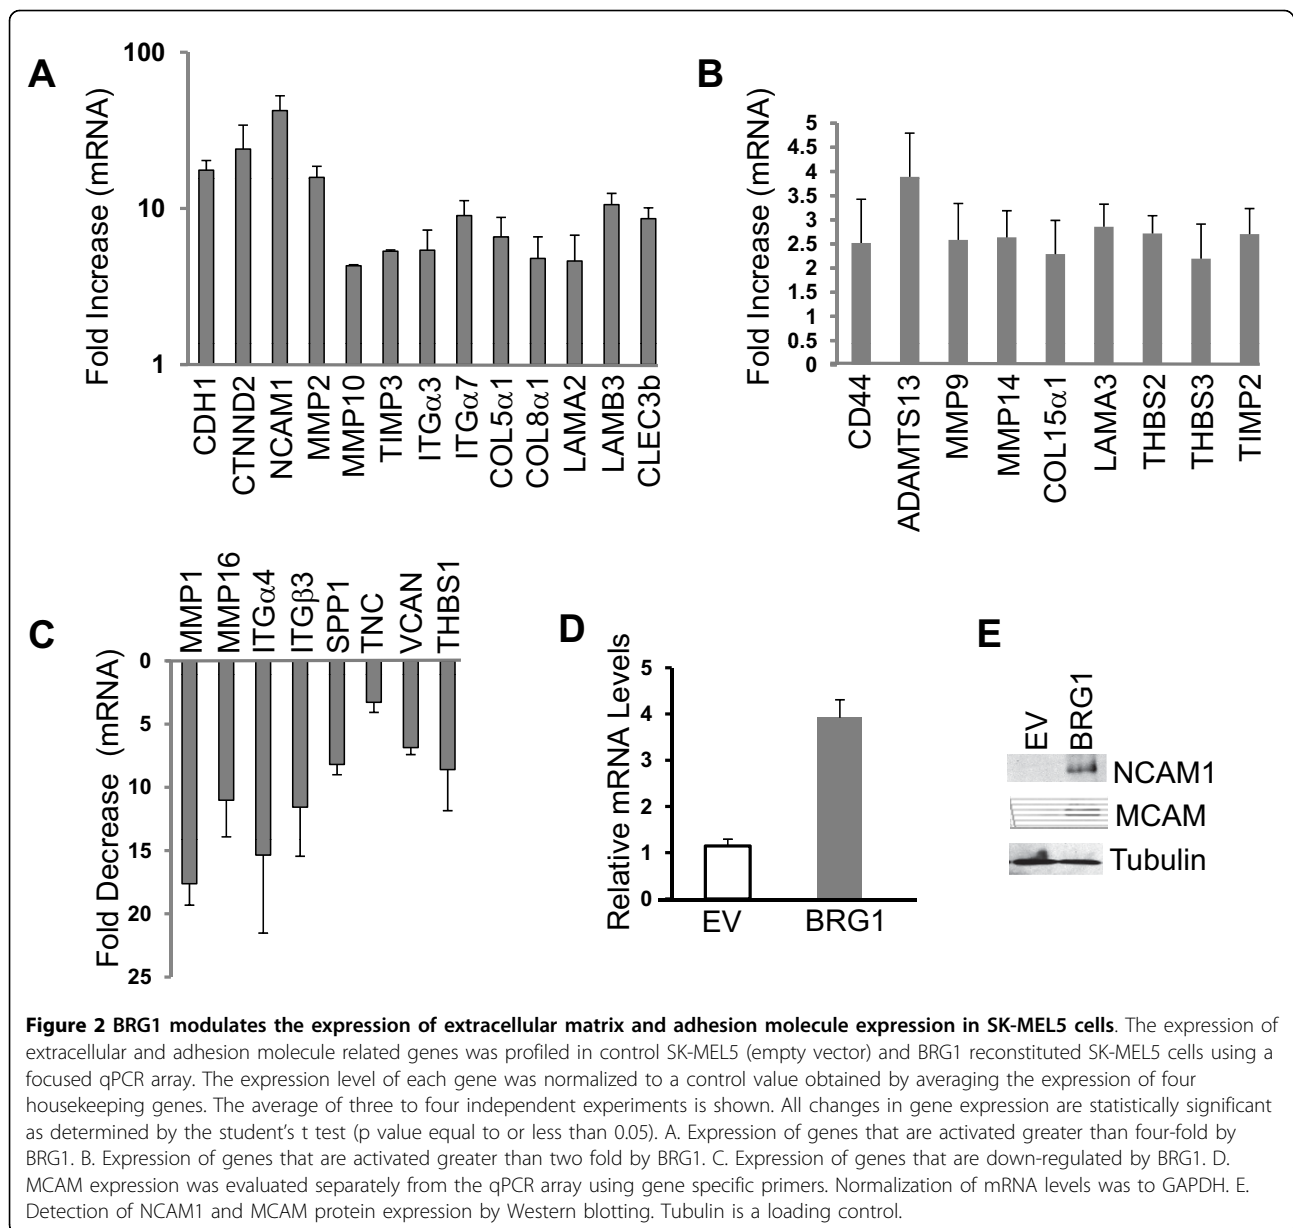 A
Fold Increase (mRNA)
100
10
1
CDH1
CTNND2
NCAM1
MMP2
MMP10
TIMP3
ITGα3
ITGα7
COL5α1
COL8α1
LAMA2
LAMB3
CLEC3b
B
Fold Increase (mRNA)
5
4.5
4
3.5
3
2.5
2
1.5
1
0.5
0
CD44
ADAMTS13
MMP9
MMP14
COL15α1
LAMA3
THBS2
THBS3
TIMP2
C
Fold Decrease (mRNA)
MMP1
MMP16
ITGα4
ITGβ3
SPP1
TNC
VCAN
THBS1
0
5
10
15
20
25
D
Relative mRNA Levels
5
4
3
2
1
0
EV
BRG1
E
EV
BRG1
NCAM1
MCAM
Tubulin
Figure 2 BRG1 modulates the expression of extracellular matrix and adhesion molecule expression in SK-MEL5 cells. The expression of
extracellular and adhesion molecule related genes was profiled in control SK-MEL5 (empty vector) and BRG1 reconstituted SK-MEL5 cells using a
focused qPCR array. The expression level of each gene was normalized to a control value obtained by averaging the expression of four
housekeeping genes. The average of three to four independent experiments is shown. All changes in gene expression are statistically significant
as determined by the student's t test (p value equal to or less than 0.05). A. Expression of genes that are activated greater than four-fold by
BRG1. B. Expression of genes that are activated greater than two fold by BRG1. C. Expression of genes that are down-regulated by BRG1. D.
MCAM expression was evaluated separately from the qPCR array using gene specific primers. Normalization of mRNA levels was to GAPDH. E.
Detection of NCAM1 and MCAM protein expression by Western blotting. Tubulin is a loading control.